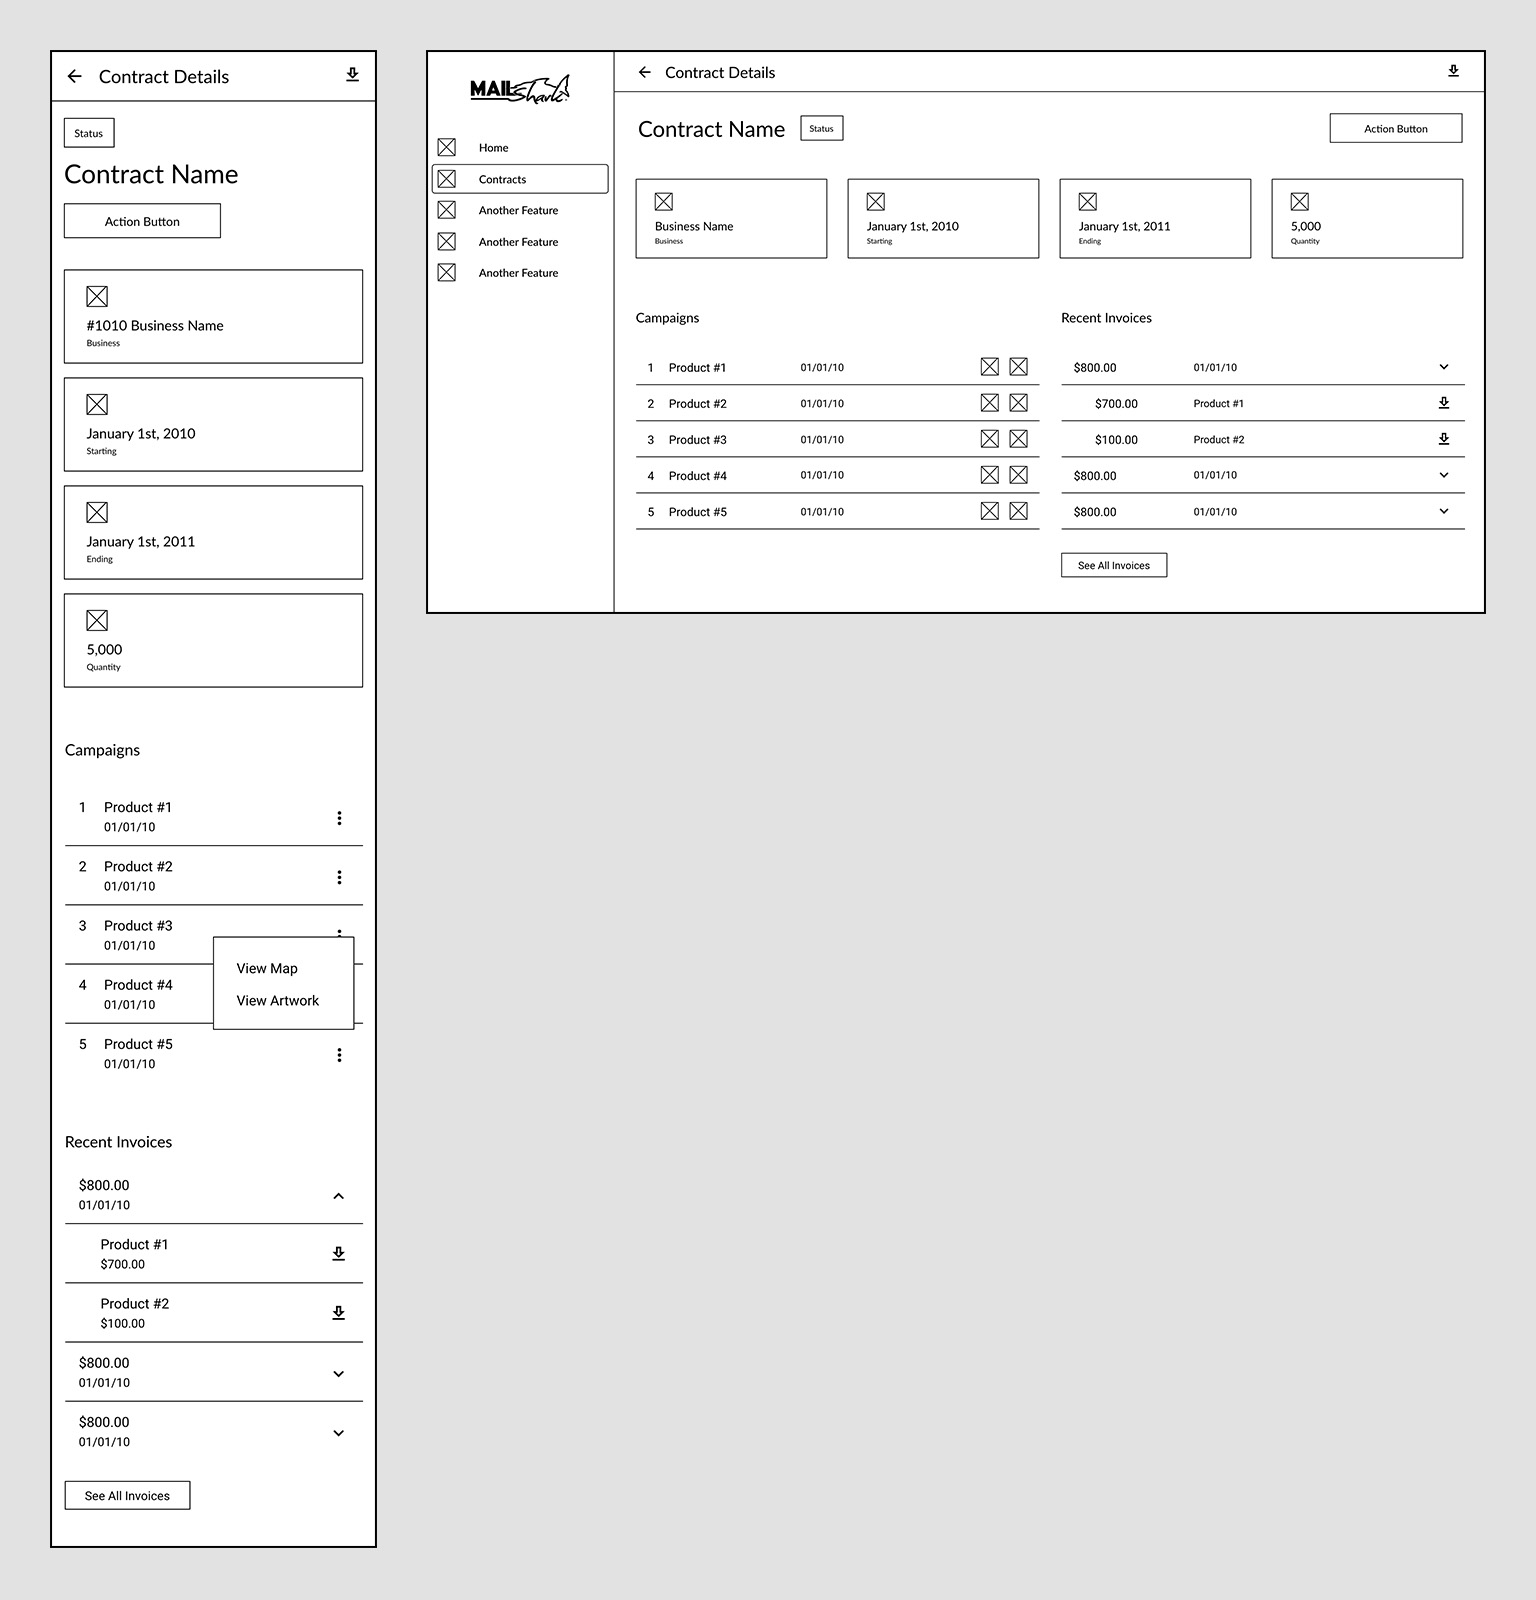 Contract Details
Status
Contract Name
Action Button
#1010 Business Name
Business
January 1st, 2010
Starting
January 1st, 2011
Ending
5,000
Quantity
Campaigns
1 Product #1
01/01/10
2 Product #2
01/01/10
3 Product #3
01/01/10
View Map
4 Product #4
View Artwork
01/01/10
5 Product #5
01/01/10
Recent Invoices
$800.00
01/01/10
Product #1
$700.00
Product #2
$100.00
$800.00
01/01/10
$800.00
01/01/10
See All Invoices
MAIL Shark
Home
Contracts
Another Feature
Another Feature
Another Feature
Contract Details
Contract Name Status Action Button
Business Name
Business
January 1st, 2010
Starting
January 1st, 2011
Ending
5,000
Quantity
Campaigns
1 Product #1 01/01/10
2 Product #2 01/01/10
3 Product #3 01/01/10
4 Product #4 01/01/10
5 Product #5 01/01/10
Recent Invoices
$800.00 01/01/10
$700.00 Product #1
$100.00 Product #2
$800.00 01/01/10
$800.00 01/01/10
See All Invoices